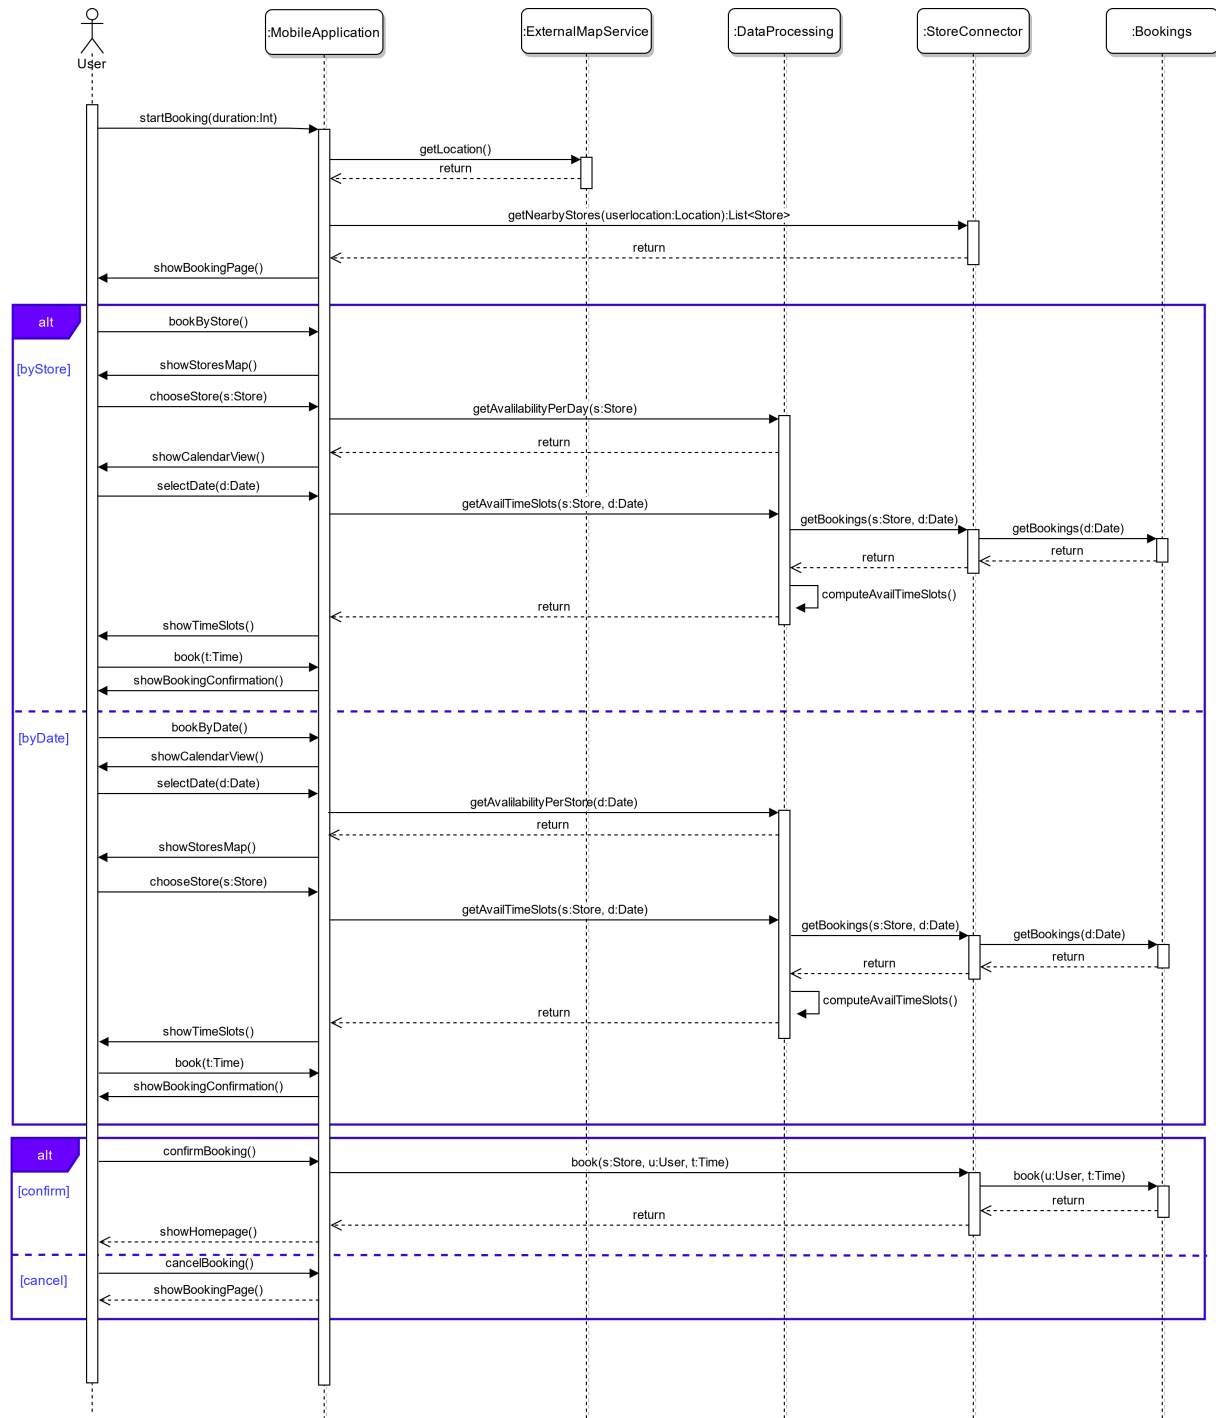 User
:MobileApplication
:ExternalMapService
:DataProcessing
:StoreConnector
:Bookings
startBooking(duration:Int)
getLocation()
return
getNearbyStores(userlocation:Location):List<Store>
return
showBookingPage()
alt
bookByStore()
[byStore]
showStoresMap()
chooseStore(s:Store)
getAvalilabilityPerDay(s:Store)
return
showCalendarView()
selectDate(d:Date)
getAvailTimeSlots(s:Store, d:Date)
getBookings(s:Store, d:Date)
getBookings(d:Date)
return
return
computeAvailTimeSlots()
return
showTimeSlots()
book(t:Time)
showBookingConfirmation()
[byDate]
bookByDate()
showCalendarView()
selectDate(d:Date)
getAvalilabilityPerStore(d:Date)
return
showStoresMap()
chooseStore(s:Store)
getAvailTimeSlots(s:Store, d:Date)
getBookings(s:Store, d:Date)
getBookings(d:Date)
return
return
computeAvailTimeSlots()
return
showTimeSlots()
book(t:Time)
showBookingConfirmation()
alt
confirmBooking()
book(s:Store, u:User, t:Time)
[confirm]
book(u:User, t:Time)
return
return
showHomepage()
cancelBooking()
[cancel]
showBookingPage()